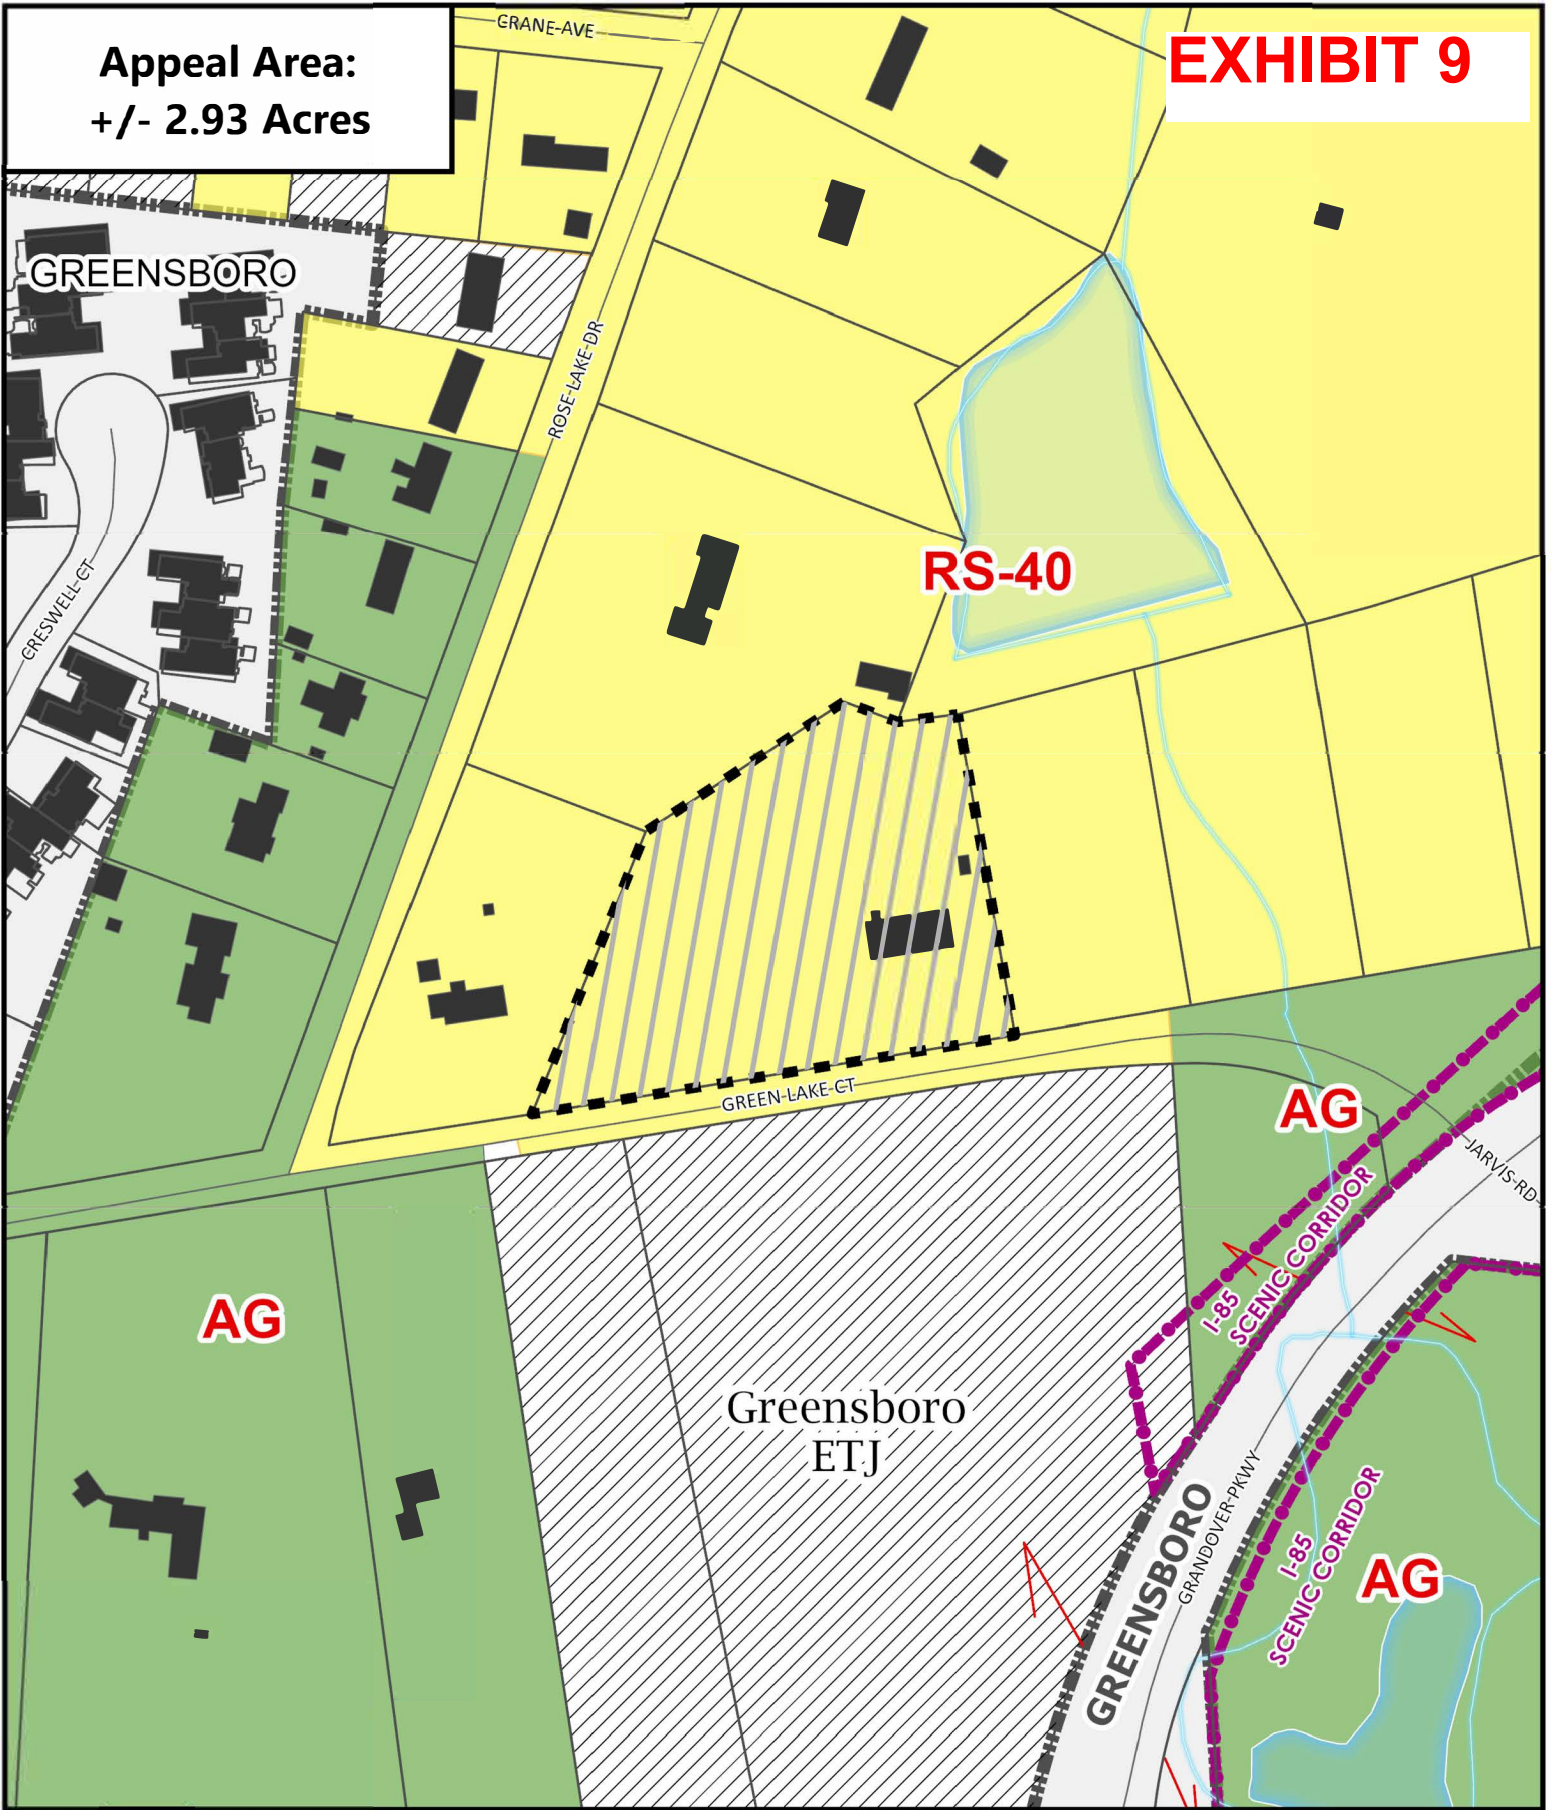 CRANE-AVE
Appeal Area:
+/- 2.93 Acres
EXHIBIT 9
GREENSBORO
ROSE-LAKE-DR
CRESWELL-CT
RS-40
GREEN-LAKE CT
AG
JARVIS-RD
I-85
SCENIC CORRIDOR
AG
Greensboro
ETJ
GREENSBORO
GRANDOVER-PKWY
I-85
SCENIC CORRIDOR
AG